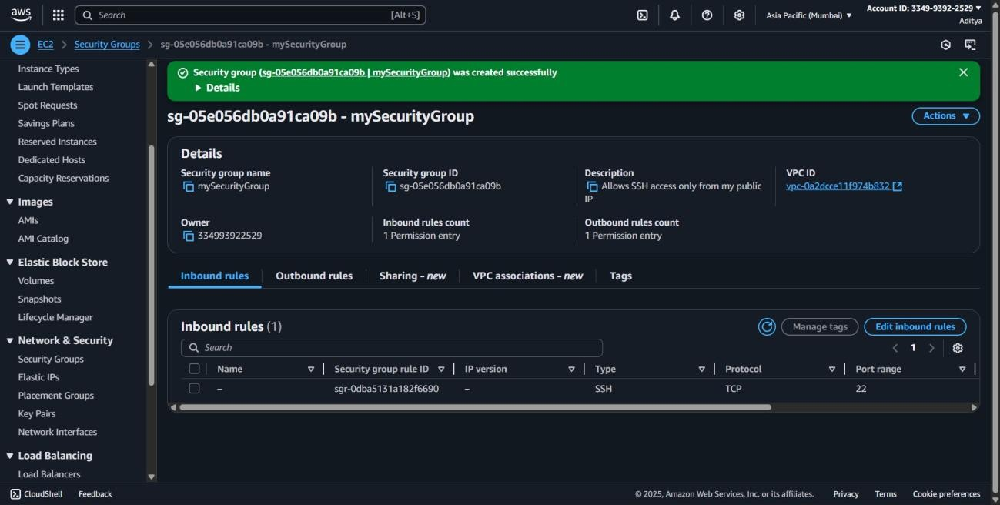 aws
Search [Alt+S]
Asia Pacific (Mumbai)
Account ID: 3349-9392-2529
Aditya
EC2 > Security Groups > sg-05e056db0a91ca09b - mySecurityGroup
Instance Types
Launch Templates
Spot Requests
Savings Plans
Reserved Instances
Dedicated Hosts
Capacity Reservations
Images
AMIs
AMI Catalog
Elastic Block Store
Volumes
Snapshots
Lifecycle Manager
Network & Security
Security Groups
Elastic IPs
Placement Groups
Key Pairs
Network Interfaces
Load Balancing
Load Balancers
Security group (sg-05e056db0a91ca09b | mySecurityGroup) was created successfully
Details
sg-05e056db0a91ca09b - mySecurityGroup
Actions
Details
Security group name
mySecurityGroup
Security group ID
sg-05e056db0a91ca09b
Description
Allows SSH access only from my public
IP
VPC ID
vpc-0a2dcce11f974b832
Owner
334993922529
Inbound rules count
1 Permission entry
Outbound rules count
1 Permission entry
Inbound rules Outbound rules Sharing - new VPC associations - new Tags
Inbound rules (1)
Manage tags Edit inbound rules
Search
1
Name Security group rule ID IP version Type Protocol Port range
– sgr-0dba5131a182f6690 – SSH TCP 22
CloudShell Feedback
© 2025, Amazon Web Services, Inc. or its affiliates. Privacy Terms Cookie preferences